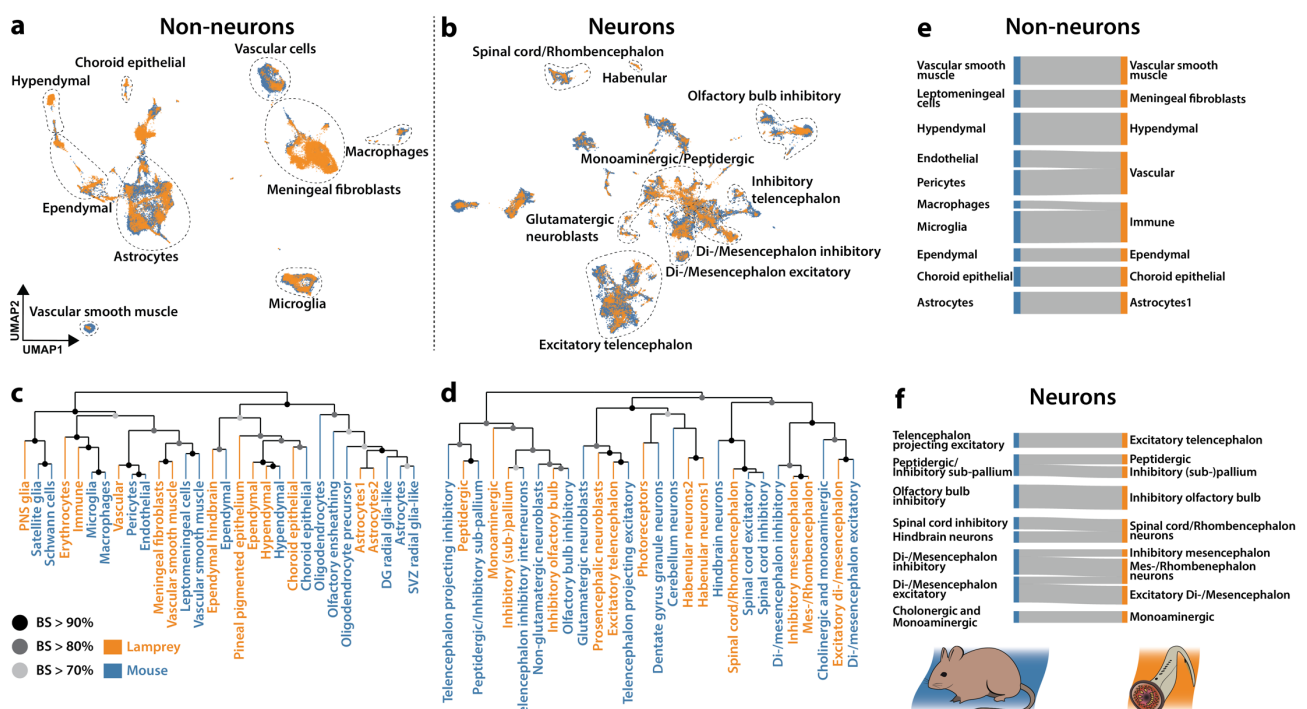 a
Non-neurons
Vascular cells
Choroid epithelial
Hypendymal
Macrophages
Meningeal fibroblasts
Ependymal
Astrocytes
Microglia
Vascular smooth muscle
UMAP2
UMAP1
b
Neurons
Spinal cord/Rhombencephalon
Habenular
Olfactory bulb inhibitory
Monoaminergic/Peptidergic
Inhibitory
telencephalon
Glutamatergic
neuroblasts
Di-/Mesencephalon inhibitory
Di-/Mesencephalon excitatory
Excitatory telencephalon
e
Non-neurons
Vascular smooth
muscle
Leptomeningeal
cells
Hypendymal
Endothelial
Pericytes
Macrophages
Microglia
Ependymal
Choroid epithelial
Astrocytes
Vascular smooth
muscle
Meningeal fibroblasts
Hypendymal
Vascular
Immune
Ependymal
Choroid epithelial
Astrocytes1
c
PNS glia
Satellite glia
Schwann cells
Erythrocytes
Immune
Microglia
Macrophages
Vascular
Pericytes
Endothelial
Meningeal fibroblasts
Vascular smooth muscle
Leptomeningeal cells
Vascular smooth muscle
Ependymal hindbrain
Ependymal
Pineal pigmented epithelium
Ependymal
Hypendymal
Hypendymal
Choroid epithelial
Choroid epithelial
Oligodendrocytes
Olfactory ensheathing
Oligodendrocyte precursor
Astrocytes1
Astrocytes2
DG radial glia-like
Astrocytes
SVZ radial glia-like
BS > 90%
BS > 80%
BS > 70%
Lamprey
Mouse
d
Telencephalon projecting inhibitory
Peptidergic
Peptidergic/Inhibitory sub-pallium
Monoaminergic
Inhibitory (sub-)pallium
elencephalon inhibitory interneurons
Non-glutamatergic neuroblasts
Inhibitory olfactory bulb
Olfactory bulb inhibitory
Glutamatergic neuroblasts
Prosencephalic neuroblasts
Excitatory telencephalon
Telencephalon projecting excitatory
Photoreceptors
Dentate gyrus granule neurons
Cerebellum neurons
Habenular neurons2
Habenular neurons1
Hindbrain neurons
Spinal cord/Rhombencephalon
Spinal cord excitatory
Spinal cord inhibitory
Di-/mesencephalon inhibitory
Inhibitory mesencephalon
Mes-/Rhombencephalon
Cholinergic and monoaminergic
Excitatory di-/mesencephalon
Di-/mesencephalon excitatory
f
Neurons
Telencephalon
projecting excitatory
Peptidergic/
Inhibitory sub-pallium
Olfactory bulb
inhibitory
Spinal cord inhibitory
Hindbrain neurons
Di-/Mesencephalon
inhibitory
Di-/Mesencephalon
excitatory
Cholonergic and
Monoaminergic
Excitatory telencephalon
Peptidergic
Inhibitory (sub-)pallium
Inhibitory olfactory bulb
Spinal cord/Rhombencephalon
neurons
Inhibitory mesencephalon
Mes-/Rhombenephalon
neurons
Excitatory Di-/Mesencephalon
Monoaminergic